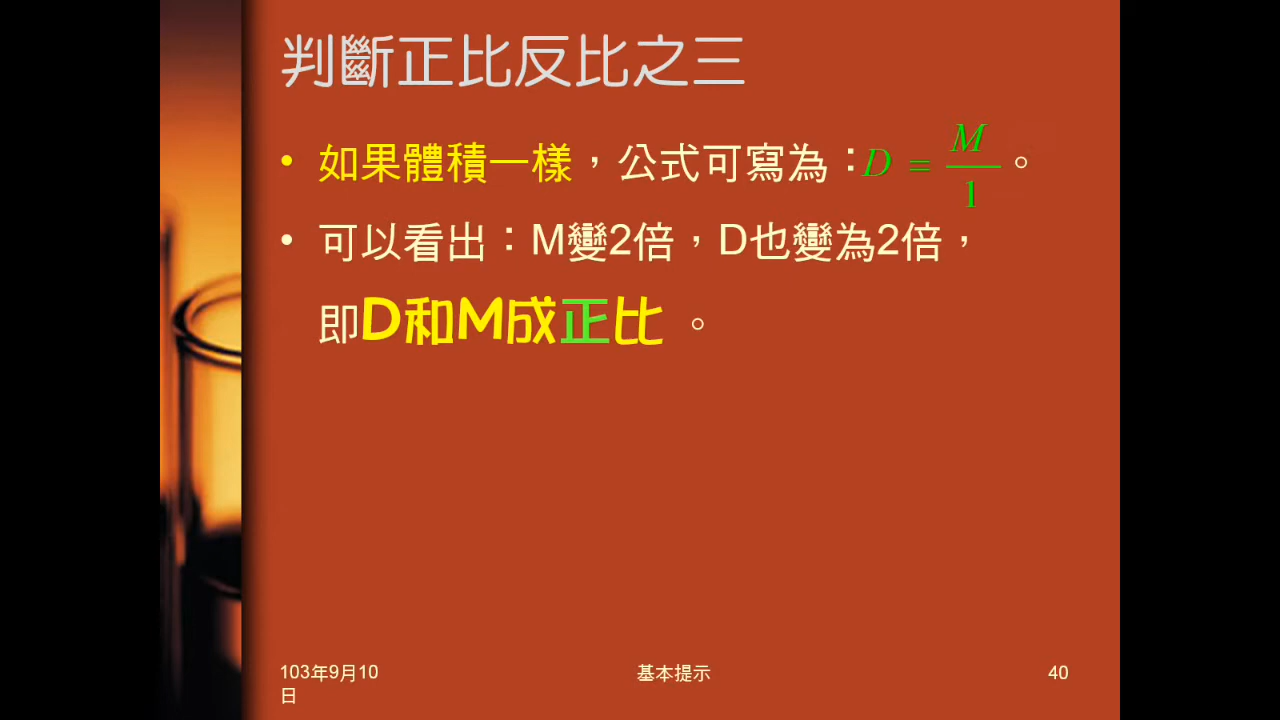 判斷正比反比之三
• 如果體積一樣，公式可寫為：D = M/1。
• 可以看出：M變2倍，D也變為2倍，
即D和M成正比 。
103年9月10
日
基本提示
40